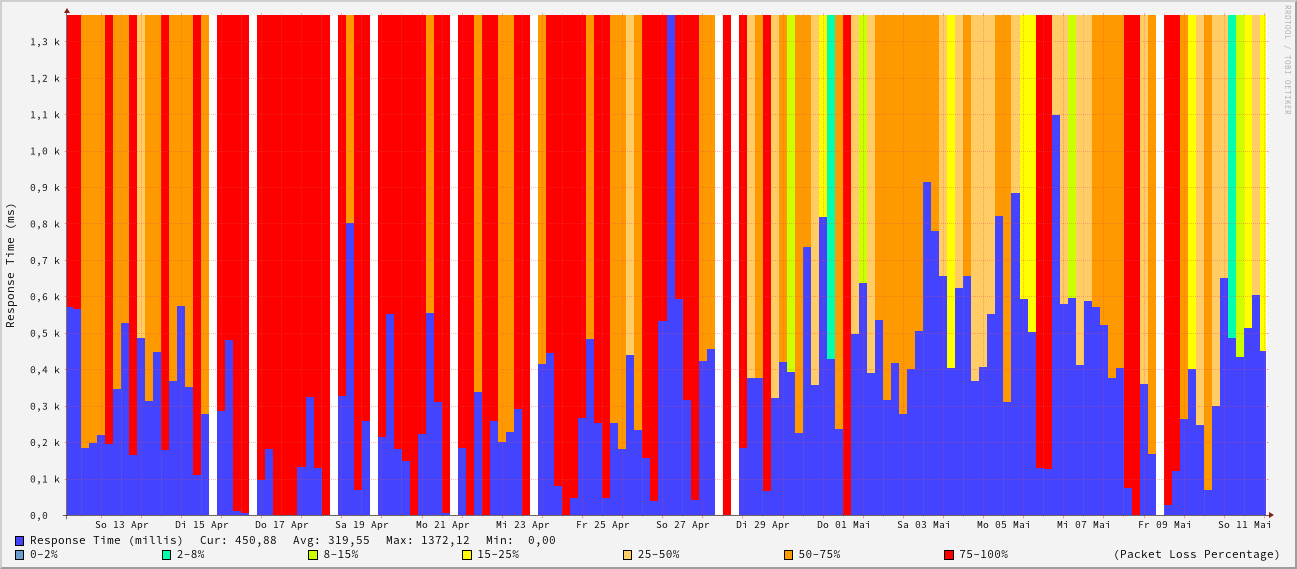 RRDTOOL / TOBI OETIKER
Response Time (ms)
1,3 k
1,2 k
1,1 k
1,0 k
0,9 k
0,8 k
0,7 k
0,6 k
0,5 k
0,4 k
0,3 k
0,2 k
0,1 k
0,0
So 13 Apr Di 15 Apr Do 17 Apr Sa 19 Apr Mo 21 Apr Mi 23 Apr Fr 25 Apr So 27 Apr Di 29 Apr Do 01 Mai Sa 03 Mai Mo 05 Mai Mi 07 Mai Fr 09 Mai So 11 Mai
Response Time (millis) Cur: 450,88 Avg: 319,55 Max: 1372,12 Min: 0,00
0-2% 2-8% 8-15% 15-25% 25-50% 50-75% 75-100% (Packet Loss Percentage)